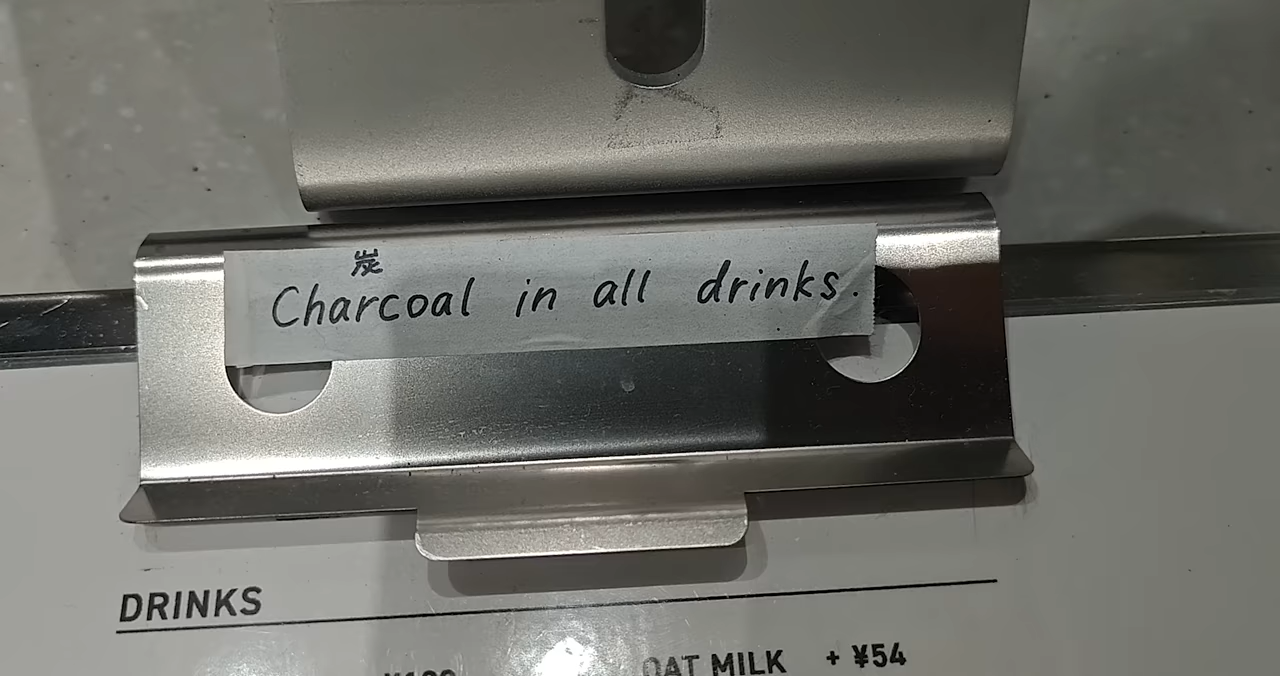 炭
Charcoal in all drinks.
DRINKS
OAT MILK + ¥54